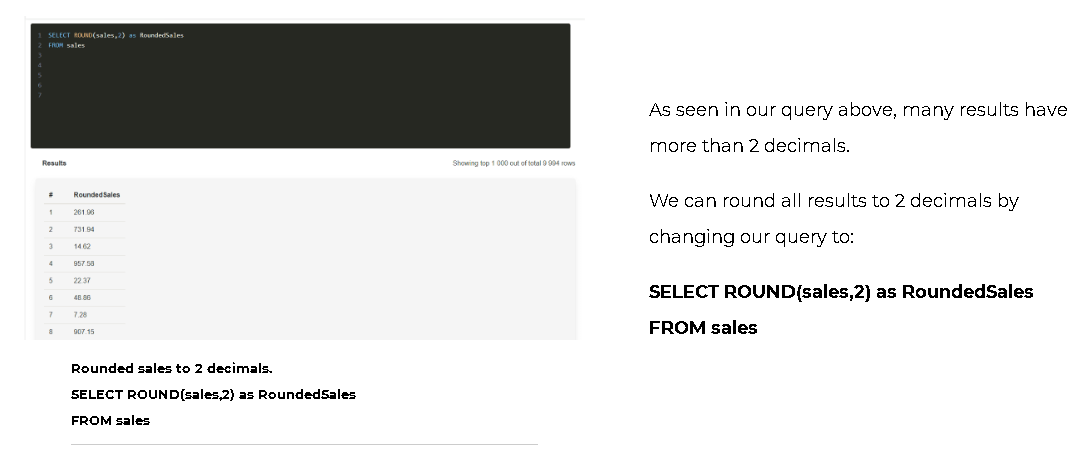 1 SELECT ROUND(sales,2) as RoundedSales
2 FROM sales
3
4
5
6
7
Results
Showing top 1 000 out of total 9 994 rows
# RoundedSales
1 261.96
2 731.94
3 14.62
4 957.58
5 22.37
6 48.86
7 7.28
8 907.15
Rounded sales to 2 decimals.
SELECT ROUND(sales,2) as RoundedSales
FROM sales
As seen in our query above, many results have
more than 2 decimals.
We can round all results to 2 decimals by
changing our query to:
SELECT ROUND(sales,2) as RoundedSales
FROM sales